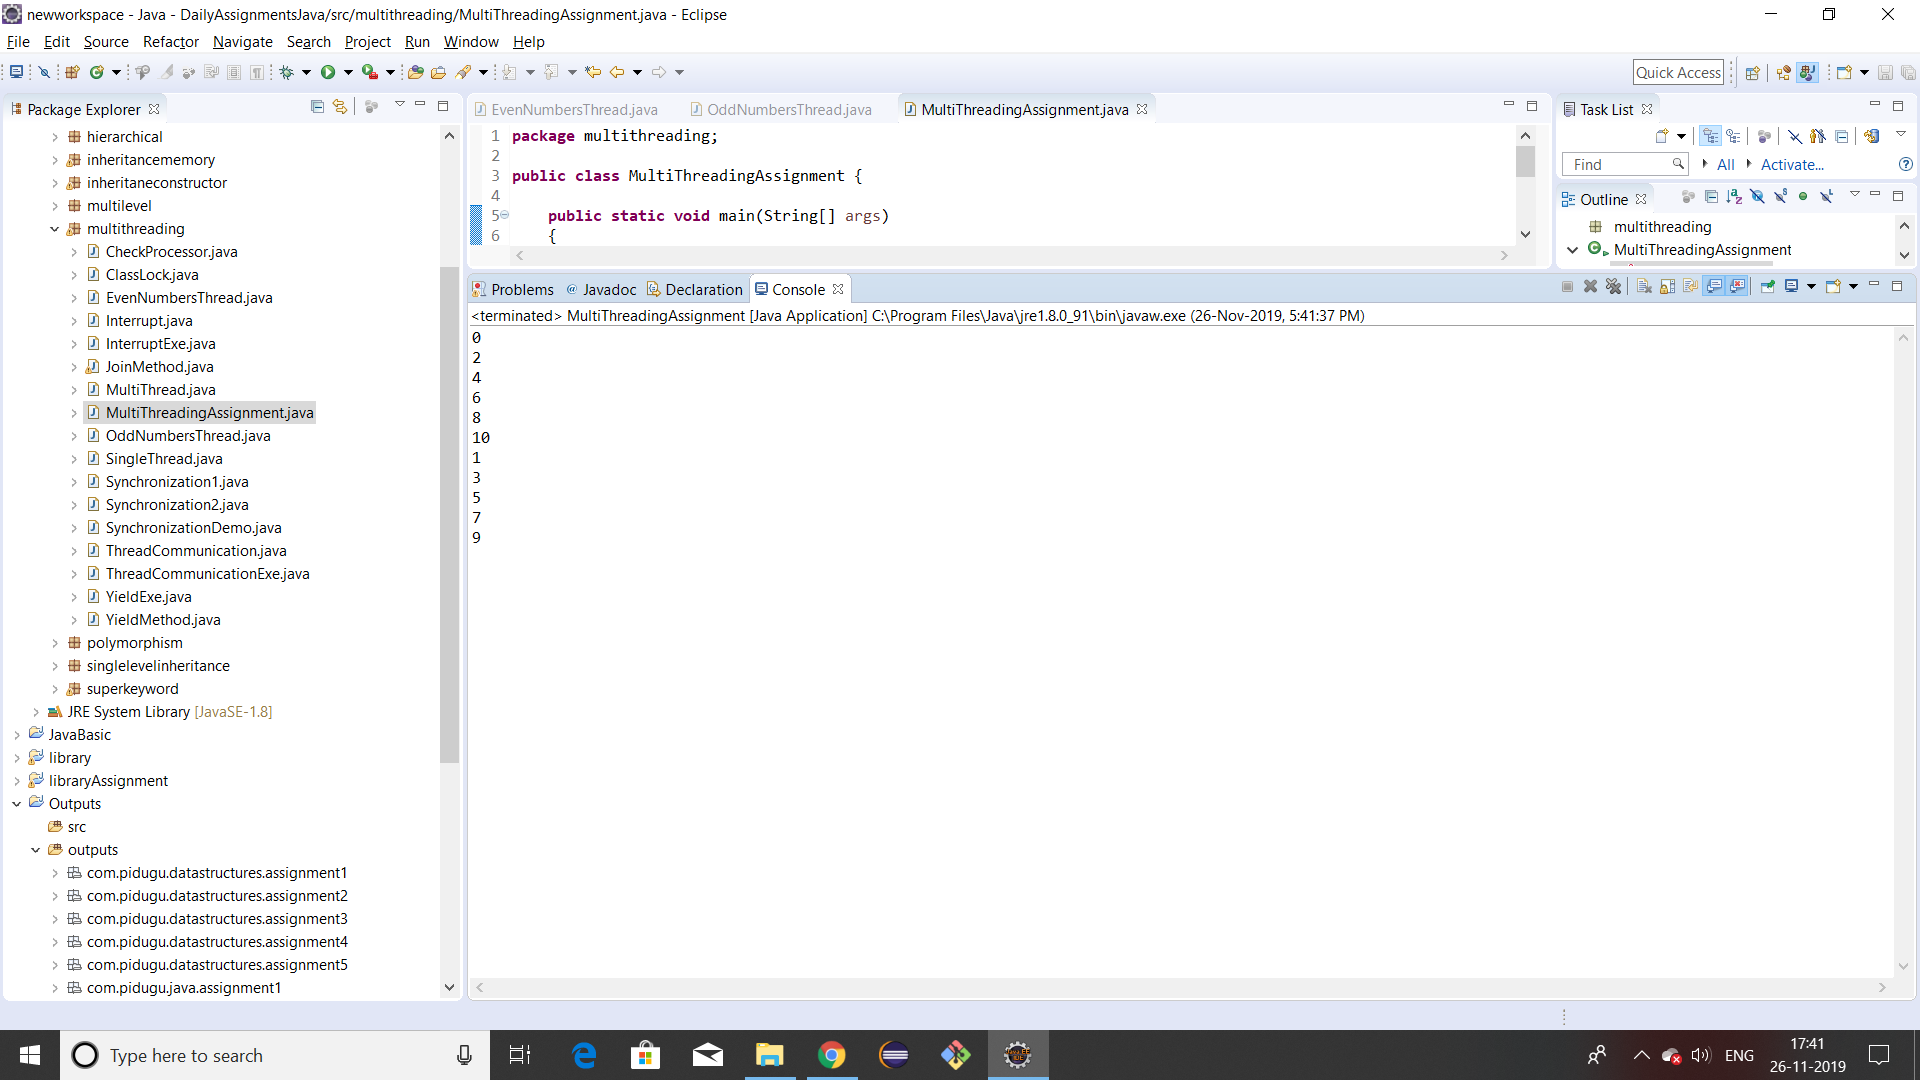 newworkspace - Java - DailyAssignmentsJava/src/multithreading/MultiThreadingAssignment.java - Eclipse
File Edit Source Refactor Navigate Search Project Run Window Help
Quick Access
Package Explorer
hierarchical
inheritancememory
inheritaneconstructor
multilevel
multithreading
CheckProcessor.java
ClassLock.java
EvenNumbersThread.java
Interrupt.java
InterruptExe.java
JoinMethod.java
MultiThread.java
MultiThreadingAssignment.java
OddNumbersThread.java
SingleThread.java
Synchronization1.java
Synchronization2.java
SynchronizationDemo.java
ThreadCommunication.java
ThreadCommunicationExe.java
YieldExe.java
YieldMethod.java
polymorphism
singlelevelinheritance
superkeyword
JRE System Library [JavaSE-1.8]
JavaBasic
library
libraryAssignment
Outputs
src
outputs
com.pidugu.datastructures.assignment1
com.pidugu.datastructures.assignment2
com.pidugu.datastructures.assignment3
com.pidugu.datastructures.assignment4
com.pidugu.datastructures.assignment5
com.pidugu.java.assignment1
EvenNumbersThread.java OddNumbersThread.java MultiThreadingAssignment.java
1 package multithreading;
2
3 public class MultiThreadingAssignment {
4
5 public static void main(String[] args)
6 {
Task List
Find All Activate...
Outline
multithreading
MultiThreadingAssignment
Problems @ Javadoc Declaration Console
<terminated> MultiThreadingAssignment [Java Application] C:\Program Files\Java\jre1.8.0_91\bin\javaw.exe (26-Nov-2019, 5:41:37 PM)
0
2
4
6
8
10
1
3
5
7
9
Type here to search
ENG
17:41
26-11-2019